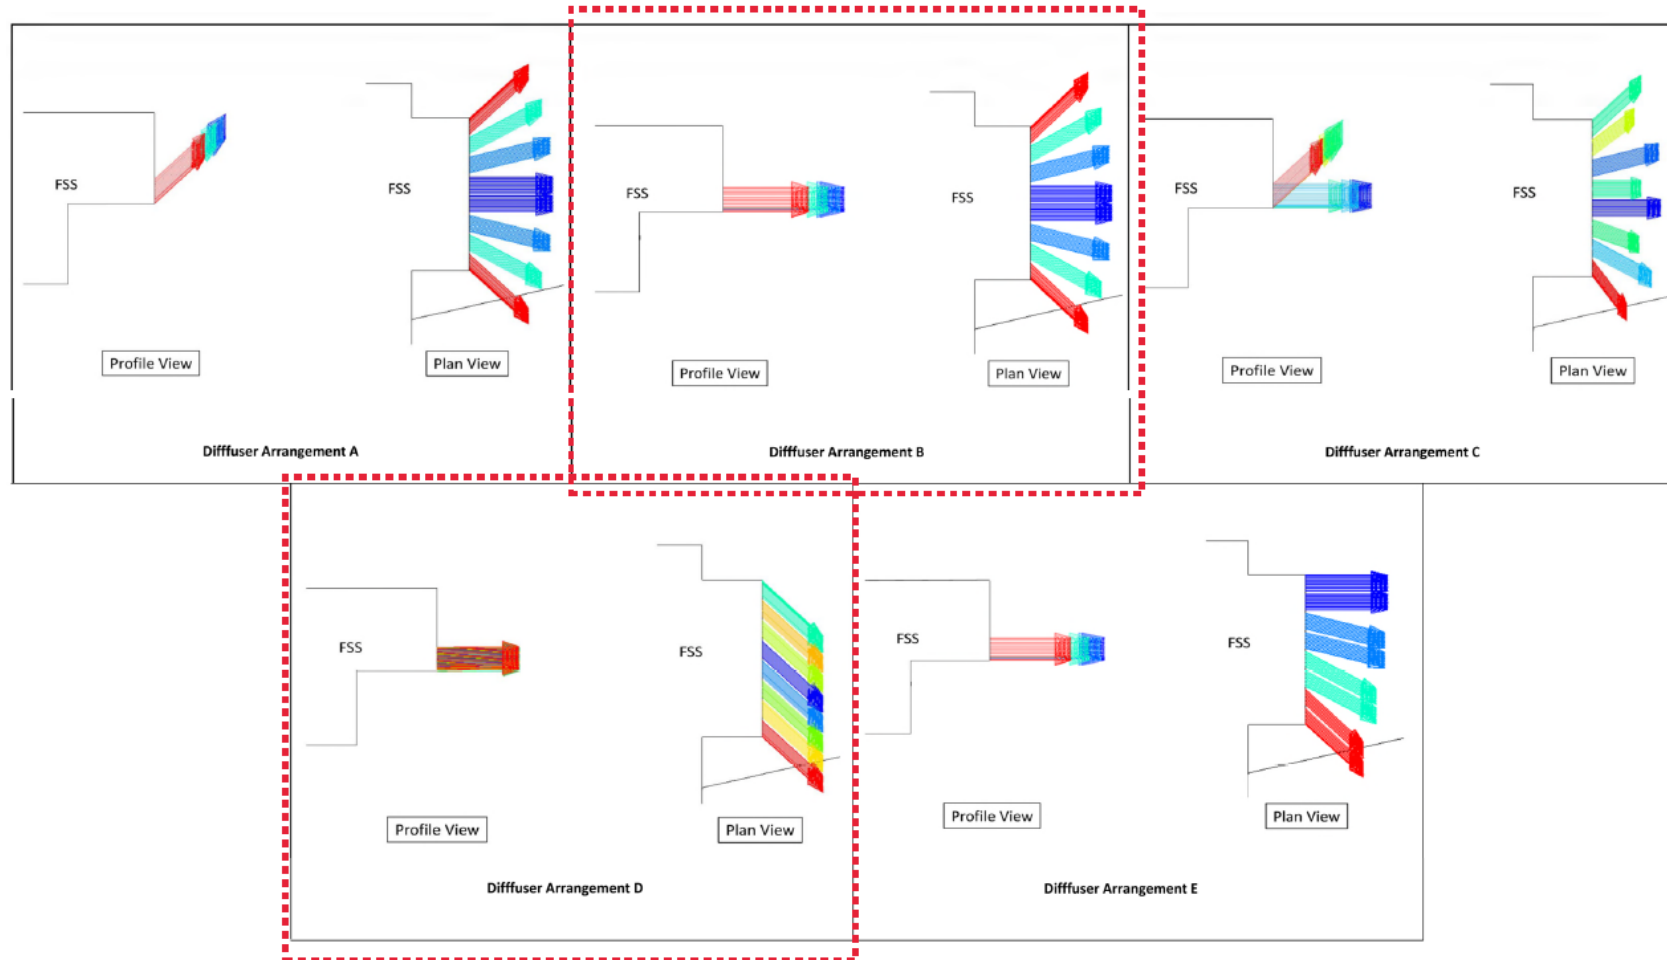 FSS
FSS
Profile View
Plan View
Difffuser Arrangement A
FSS
FSS
Profile View
Plan View
Difffuser Arrangement B
FSS
FSS
Profile View
Plan View
Difffuser Arrangement C
FSS
FSS
Profile View
Plan View
Difffuser Arrangement D
FSS
FSS
Profile View
Plan View
Difffuser Arrangement E